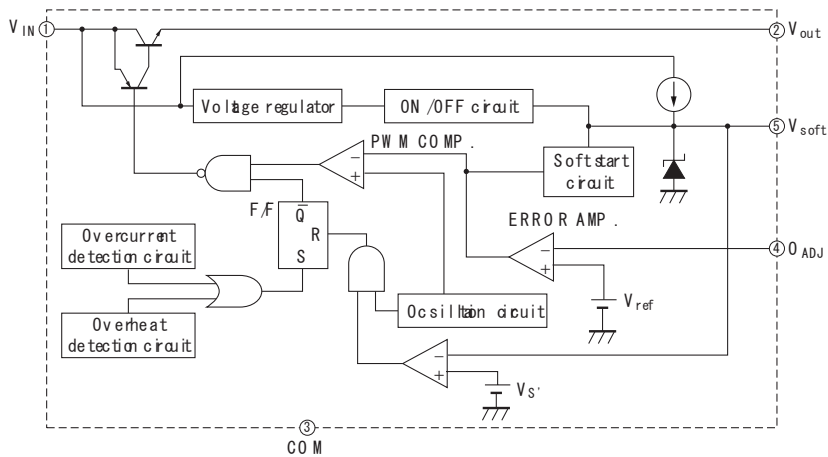 V IN ① ② V out
Voltage regulator ON/OFF circuit
⑤ V soft
PWM COMP.
Soft start
circuit
− +
F/F Q̄
R
S
ERROR AMP.
− +
④ O ADJ
Overcurrent
detection circuit
V ref
Ocsilltion circuit
Overheat
detection circuit
− +
V S'
③
COM